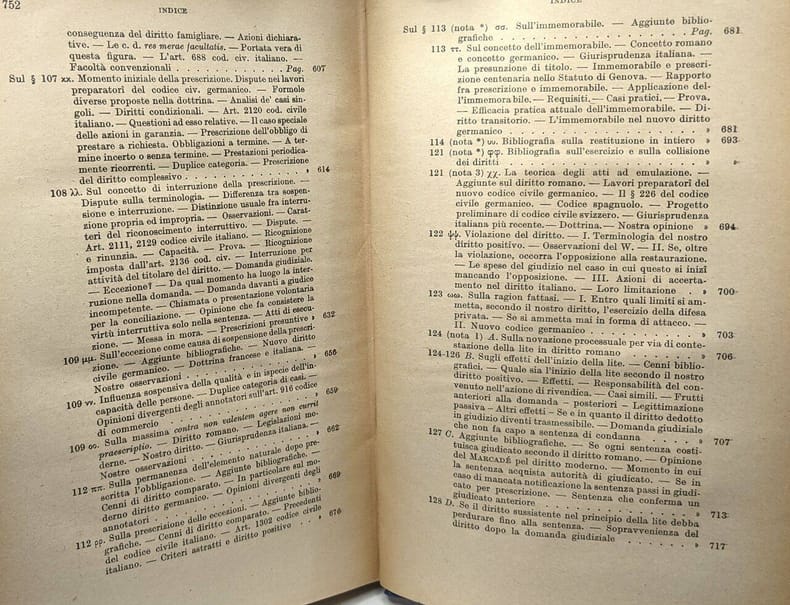 752
INDICE
conseguenza del diritto famigliare. — Azioni dichiara-
tive. — Le c. d. res merae facultatis. — Portata vera di
questa figura. — L'art. 688 cod. civ. italiano. —
Facoltà convenzionali . . . . . . . . . Pag. 607
Sul § 107 κκ. Momento iniziale della prescrizione. Dispute nei lavori
preparatori del codice civ. germanico. — Formole
diverse proposte nella dottrina. — Analisi de' casi sin-
goli. — Diritti condizionali. — Art. 2120 cod. civile
italiano. — Questioni ad esso relative. — Il caso speciale
delle azioni in garanzia. — Prescrizione dell'obbligo di
prestare a richiesta. Obbligazioni a termine. — A ter-
mine incerto o senza termine. — Prestazioni periodica-
mente ricorrenti. — Duplice categoria. — Prescrizione
del diritto complessivo . . . . . . . . . » 614
108 λλ. Sul concetto di interruzione della prescrizione. —
Dispute sulla terminologia. — Differenza tra sospen-
sione e interruzione. — Distinzione usuale fra interru-
zione propria ed impropria. — Osservazioni. — Carat-
teri del riconoscimento interruttivo. — Dispute. —
Art. 2111, 2129 codice civile italiano. — Ricognizione
e rinunzia. — Capacità. — Prova. — Ricognizione
imposta dall'art. 2136 cod. civ. — Interruzione per
attività del titolare del diritto. — Domanda giudiziale.
— Eccezione? — Da qual momento ha luogo la inter-
ruzione nella domanda. — Domanda davanti a giudice
incompetente. — Chiamata o presentazione volontaria
per la conciliazione. — Opinione che fa consistere la
virtù interruttiva solo nella sentenza. — Atti di esecu-
zione. — Messa in mora. — Prescrizioni presuntive » 632
109 μμ. Sull'eccezione come causa di sospensione della prescri-
zione. — Aggiunte bibliografiche. — Nuovo diritto
civile germanico. — Dottrina francese e italiana. —
Nostre osservazioni . . . . . . . . . » 656
109 νν. Influenza sospensiva della qualità e in ispecie dell'in-
capacità delle persone. — Duplice categoria di casi. —
Opinioni divergenti degli annotatori sull'art. 916 codice
di commercio . . . . . . . . . » 659
109 οο. Sulla massima contra non valentem agere non currit
praescriptio. — Diritto romano. — Legislazioni mo-
derne. — Nostro diritto. — Giurisprudenza italiana. —
Nostre osservazioni . . . . . . . . . » 662
112 ππ. Sulla permanenza dell'elemento naturale dopo pre-
scritta l'obbligazione. — Aggiunte bibliografiche. —
Cenni di diritto comparato. — In particolare sul mo-
derno diritto germanico. — Opinioni divergenti degli
annotatori . . . . . . . . . » 669
112 ρρ. Sulla prescrizione delle eccezioni. — Aggiunte biblio-
grafiche. — Cenni di diritto comparato. — Precedenti
del codice civile italiano. — Art. 1302 codice civile
italiano. — Criteri astratti e diritto positivo . . . » 676
INDICE
Sul § 113 (nota *) σσ. Sull'immemorabile. — Aggiunte biblio-
grafiche . . . . . . . . . Pag. 681
113 ττ. Sul concetto dell'immemorabile. — Concetto romano
e concetto germanico. — Giurisprudenza italiana. —
La presunzione di titolo. — Immemorabile e prescri-
zione centenaria nello Statuto di Genova. — Rapporto
fra prescrizione e immemorabile. — Applicazione del-
l'immemorabile. — Requisiti. — Casi pratici. — Prova.
— Efficacia pratica attuale dell'immemorabile. — Di-
ritto transitorio. — L'immemorabile nel nuovo diritto
germanico . . . . . . . . . » 681
114 (nota *) υυ. Bibliografia sulla restituzione in intiero » 693
121 (nota *) φφ. Bibliografia sull'esercizio e sulla collisione
dei diritti . . . . . . . . . » »
121 (nota 3) χχ. La teorica degli atti ad emulazione. —
Aggiunte sul diritto romano. — Lavori preparatori del
nuovo codice civile germanico. — Il § 226 del codice
civile germanico. — Codice spagnuolo. — Progetto
preliminare di codice civile svizzero. — Giurisprudenza
italiana più recente. — Dottrina. — Nostra opinione » 694
122 ψψ. Violazione del diritto. — I. Terminologia del nostro
diritto positivo. — Osservazioni del W. — II. Se, oltre
la violazione, occorra l'opposizione alla restaurazione.
— Le spese del giudizio nel caso in cui questo si inizi
mancando l'opposizione. — III. Azioni di accerta-
mento nel diritto italiano. — Loro limitazione . » 700
123 ωω. Sulla ragion fattasi. — I. Entro quali limiti si am-
metta, secondo il nostro diritto, l'esercizio della difesa
privata. — Se si ammetta mai in forma di attacco. —
II. Nuovo codice germanico . . . . . . . . . » 703
124 (nota 1) A. Sulla novazione processuale per via di conte-
stazione della lite in diritto romano . . . . . » 706
124-126 B. Sugli effetti dell'inizio della lite. — Cenni biblio-
grafici. — Quale sia l'inizio della lite secondo il nostro
diritto positivo. — Effetti. — Responsabilità del con-
venuto nell'azione di rivendica. — Casi simili. — Frutti
anteriori alla domanda – posteriori – Legittimazione
passiva – Altri effetti – Se e in quanto il diritto dedotto
in giudizio diventi trasmessibile. — Domanda giudiziale
che non fa capo a sentenza di condanna . . . . » 707
127 C. Aggiunte bibliografiche. — Se ogni sentenza costi-
tuisca giudicato secondo il diritto romano. — Opinione
del MARCADÉ pel diritto moderno. — Momento in cui
la sentenza acquista autorità di giudicato. — Se in
caso di mancata notificazione la sentenza passi in giudi-
cato per prescrizione. — Sentenza che conferma un
giudicato anteriore . . . . . . . . . » 713
128 D. Se il diritto sussistente nel principio della lite debba
perdurare fino alla sentenza. — Sopravvenienza del
diritto dopo la domanda giudiziale . . . . . . » 717